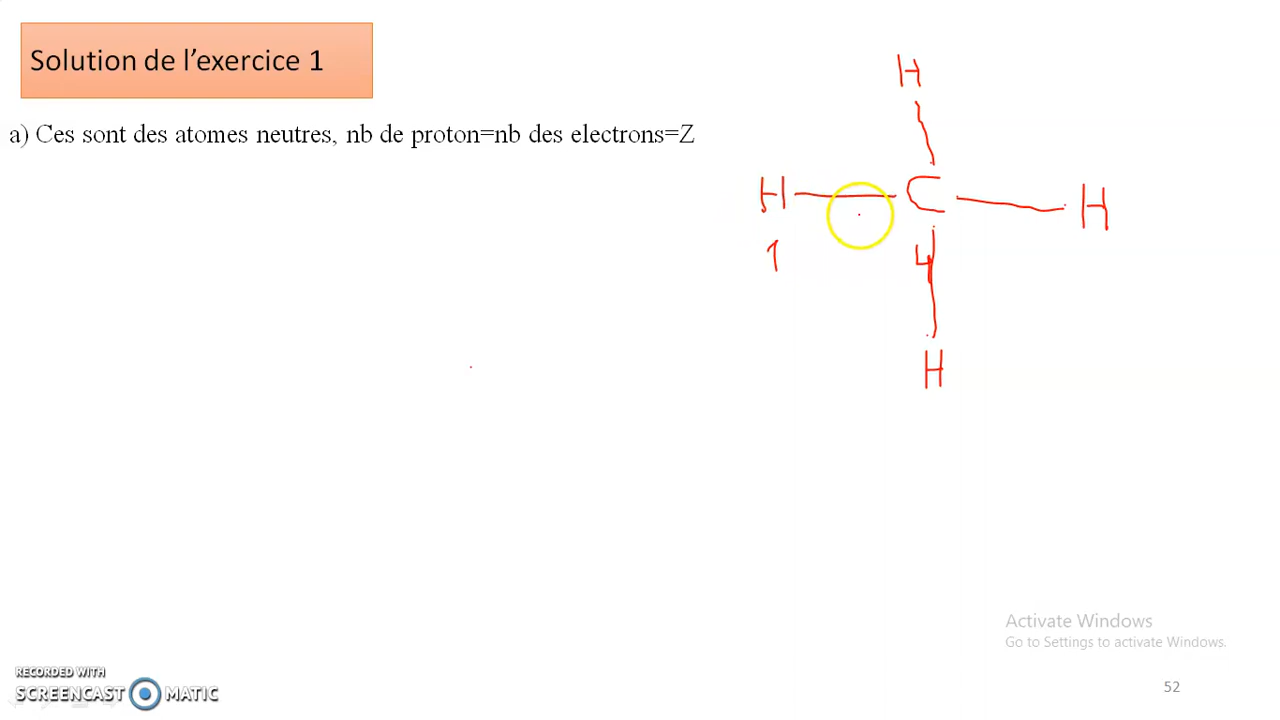 Solution de l’exercice 1
a) Ces sont des atomes neutres, nb de proton=nb des electrons=Z
H
H C H
1 4
H
Activate Windows
Go to Settings to activate Windows.
RECORDED WITH
SCREENCAST MATIC
52